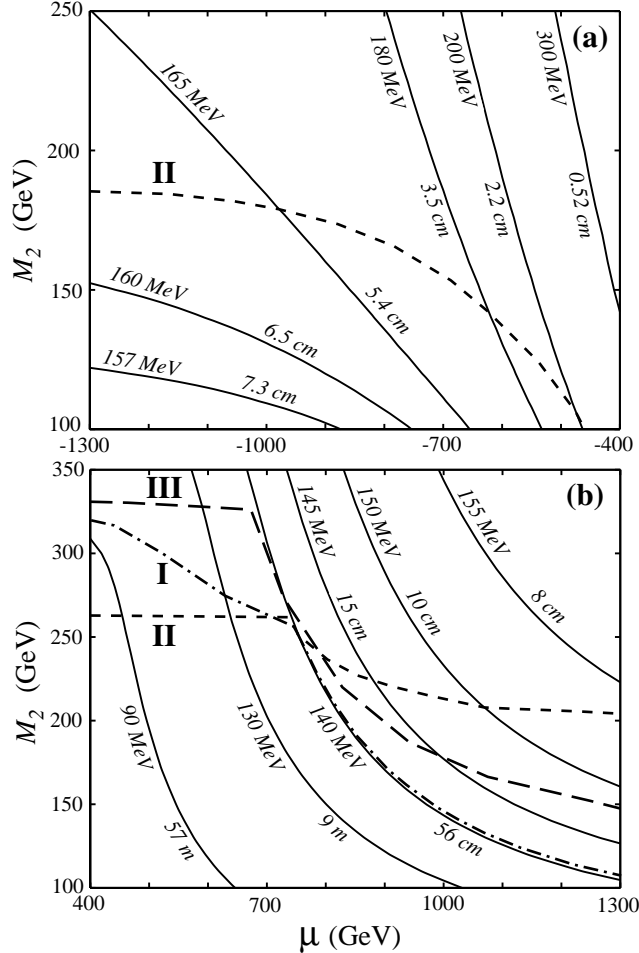 250
(a)
165 MeV
180 MeV
200 MeV
300 MeV
200
II
M₂ (GeV)
3.5 cm
2.2 cm
0.52 cm
150
160 MeV
5.4 cm
6.5 cm
157 MeV
7.3 cm
100
-1300
-1000
-700
-400
350
(b)
III
145 MeV
150 MeV
155 MeV
300
I
15 cm
10 cm
8 cm
250
II
M₂ (GeV)
200
90 MeV
130 MeV
140 MeV
150
57 m
9 m
56 cm
100
400
700
1000
1300
μ (GeV)